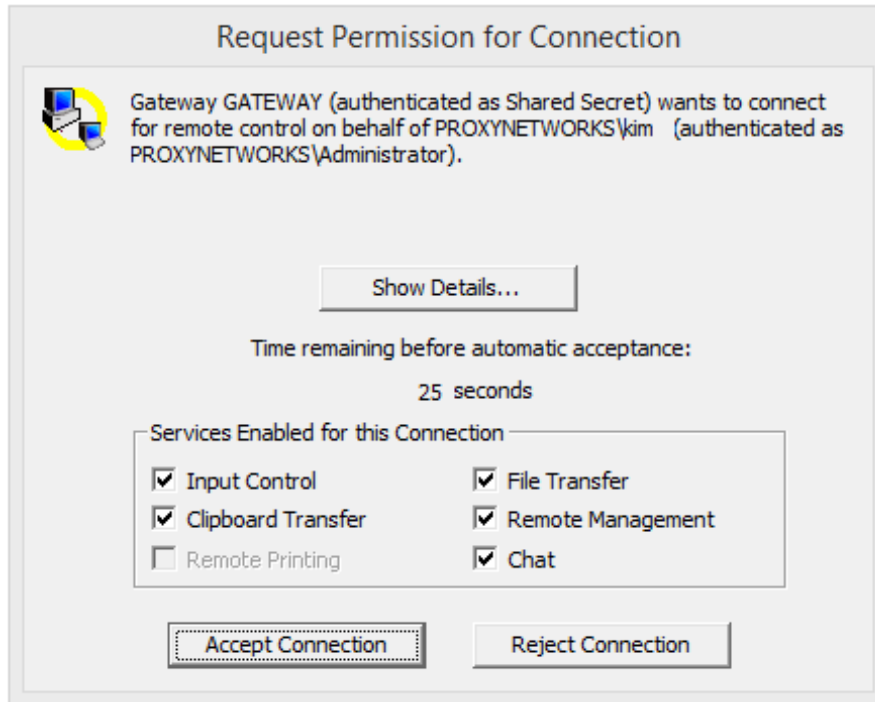 Request Permission for Connection
Gateway GATEWAY (authenticated as Shared Secret) wants to connect
for remote control on behalf of PROXYNETWORKS\kim (authenticated as
PROXYNETWORKS\Administrator).
Show Details...
Time remaining before automatic acceptance:
25 seconds
Services Enabled for this Connection
Input Control File Transfer
Clipboard Transfer Remote Management
Remote Printing Chat
Accept Connection Reject Connection